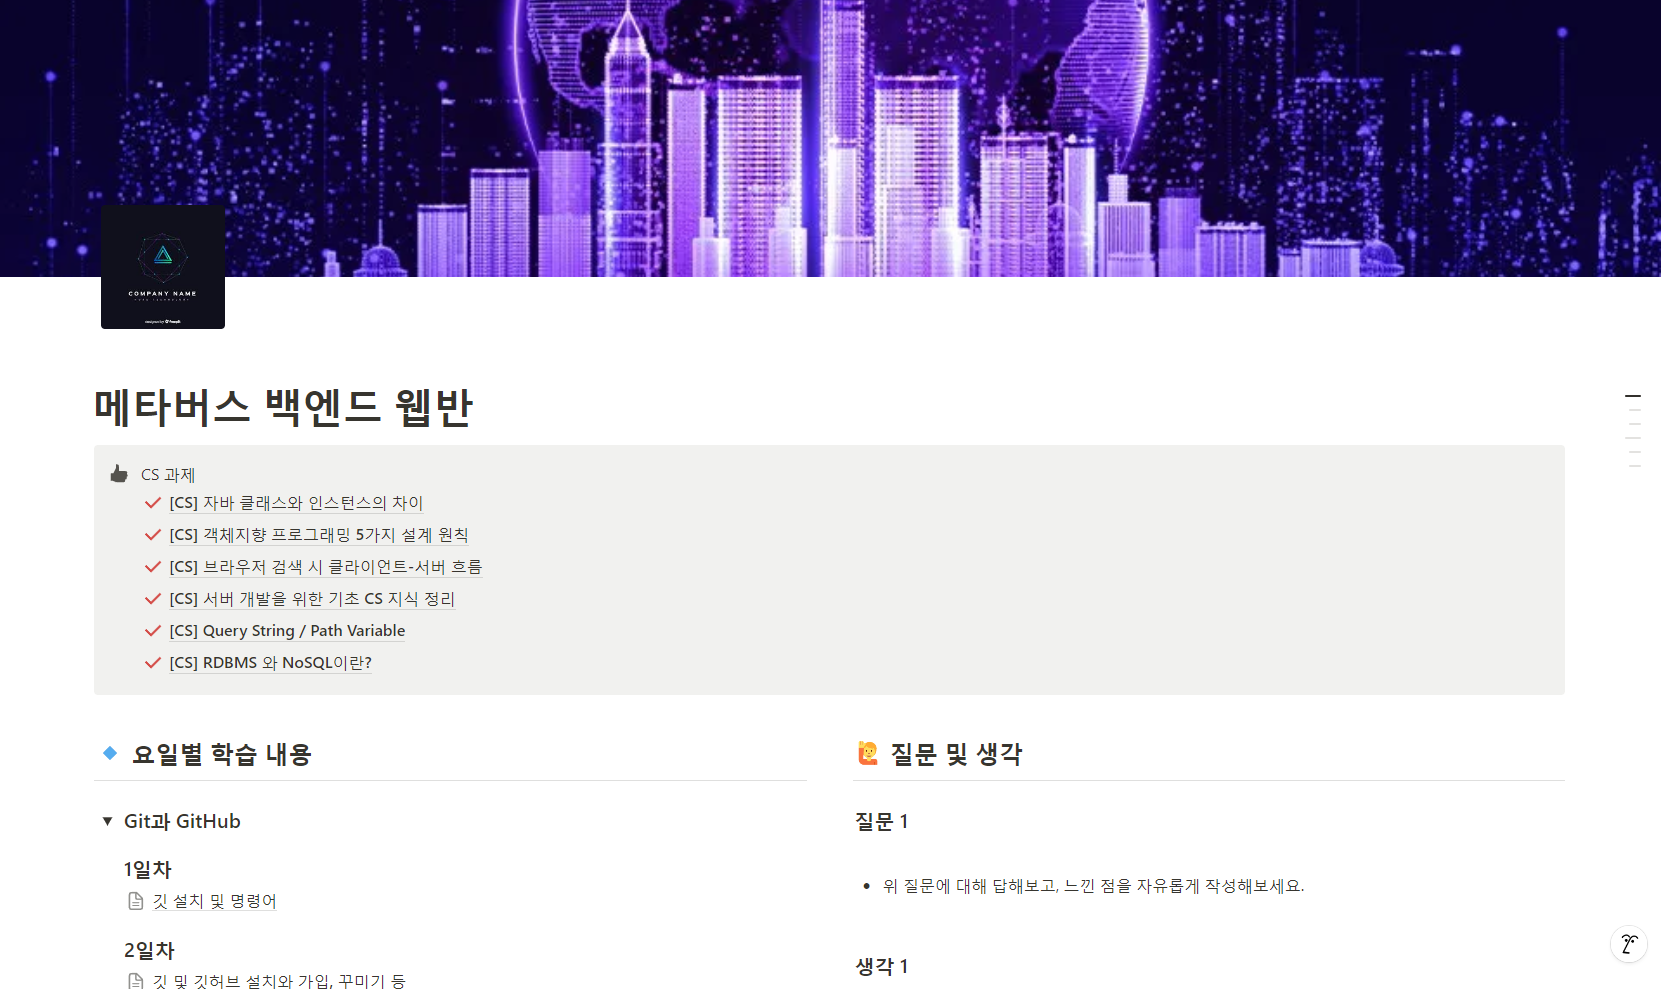 COMPANY NAME
메타버스 백엔드 웹반
CS 과제
[CS] 자바 클래스와 인스턴스의 차이
[CS] 객체지향 프로그래밍 5가지 설계 원칙
[CS] 브라우저 검색 시 클라이언트-서버 흐름
[CS] 서버 개발을 위한 기초 CS 지식 정리
[CS] Query String / Path Variable
[CS] RDBMS 와 NoSQL이란?
요일별 학습 내용
Git과 GitHub
1일차
깃 설치 및 명령어
2일차
깃 및 깃허브 설치와 가입, 꾸미기 등
질문 및 생각
질문 1
위 질문에 대해 답해보고, 느낀 점을 자유롭게 작성해보세요.
생각 1